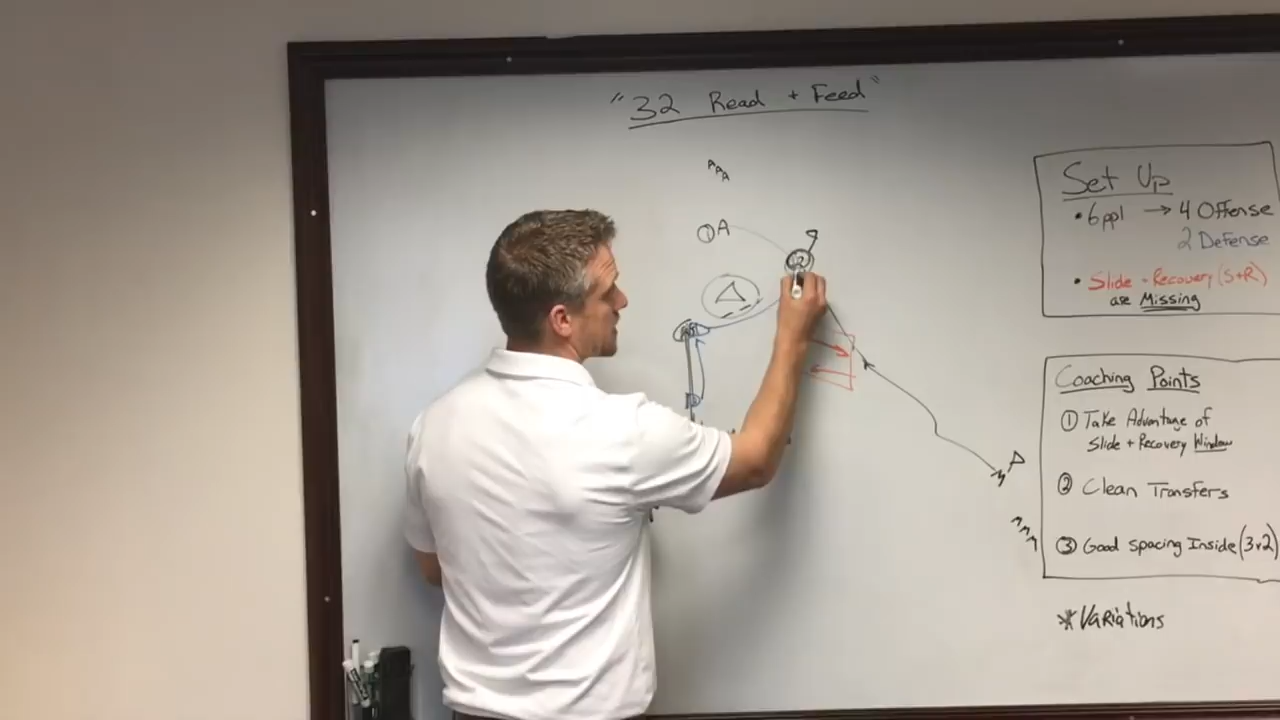 "32 Read + Feed"
A A A
① A
Set Up
• 6ppl → 4 Offense
2 Defense
• Slide + Recovery (S+R)
are Missing
Coaching Points
① Take Advantage of
Slide + Recovery Window
② Clean Transfers
③ Good Spacing Inside (3v2)
M
*Variations